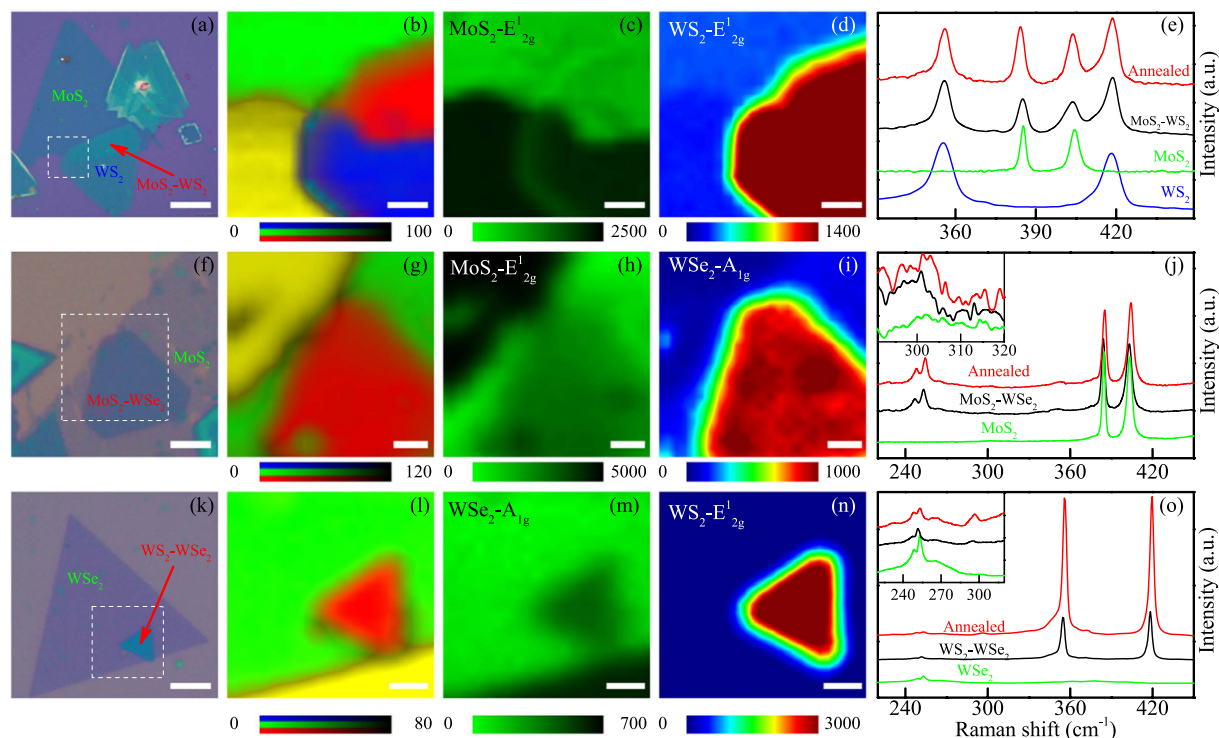 (a)
MoS₂
WS₂
MoS₂-WS₂
(b)
0 100
(c)
MoS₂-E¹₂g
0 2500
(d)
WS₂-E¹₂g
0 1400
(e)
Annealed
MoS₂-WS₂
MoS₂
WS₂
360 390 420
Intensity (a.u.)
(f)
MoS₂
MoS₂-WSe₂
(g)
0 120
(h)
MoS₂-E¹₂g
0 5000
(i)
WSe₂-A₁g
0 1000
(j)
300 310 320
Annealed
MoS₂-WSe₂
MoS₂
240 300 360 420
Intensity (a.u.)
(k)
WS₂-WSe₂
WSe₂
(l)
0 80
(m)
WSe₂-A₁g
0 700
(n)
WS₂-E¹₂g
0 3000
(o)
240 270 300
Annealed
WS₂-WSe₂
WSe₂
240 300 360 420
Raman shift (cm⁻¹)
Intensity (a.u.)